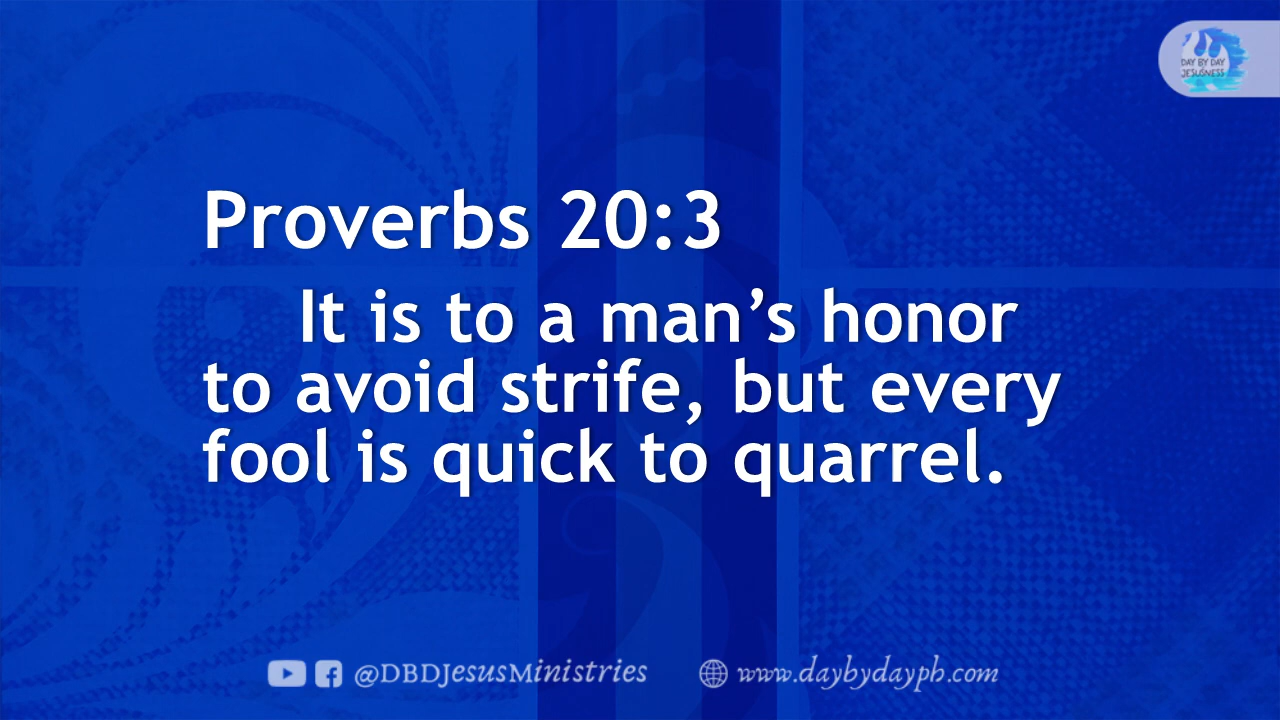 DAY BY DAY
JESUSNESS
Proverbs 20:3
It is to a man’s honor
to avoid strife, but every
fool is quick to quarrel.
@DBDJesusMinistries
www.daybydayph.com